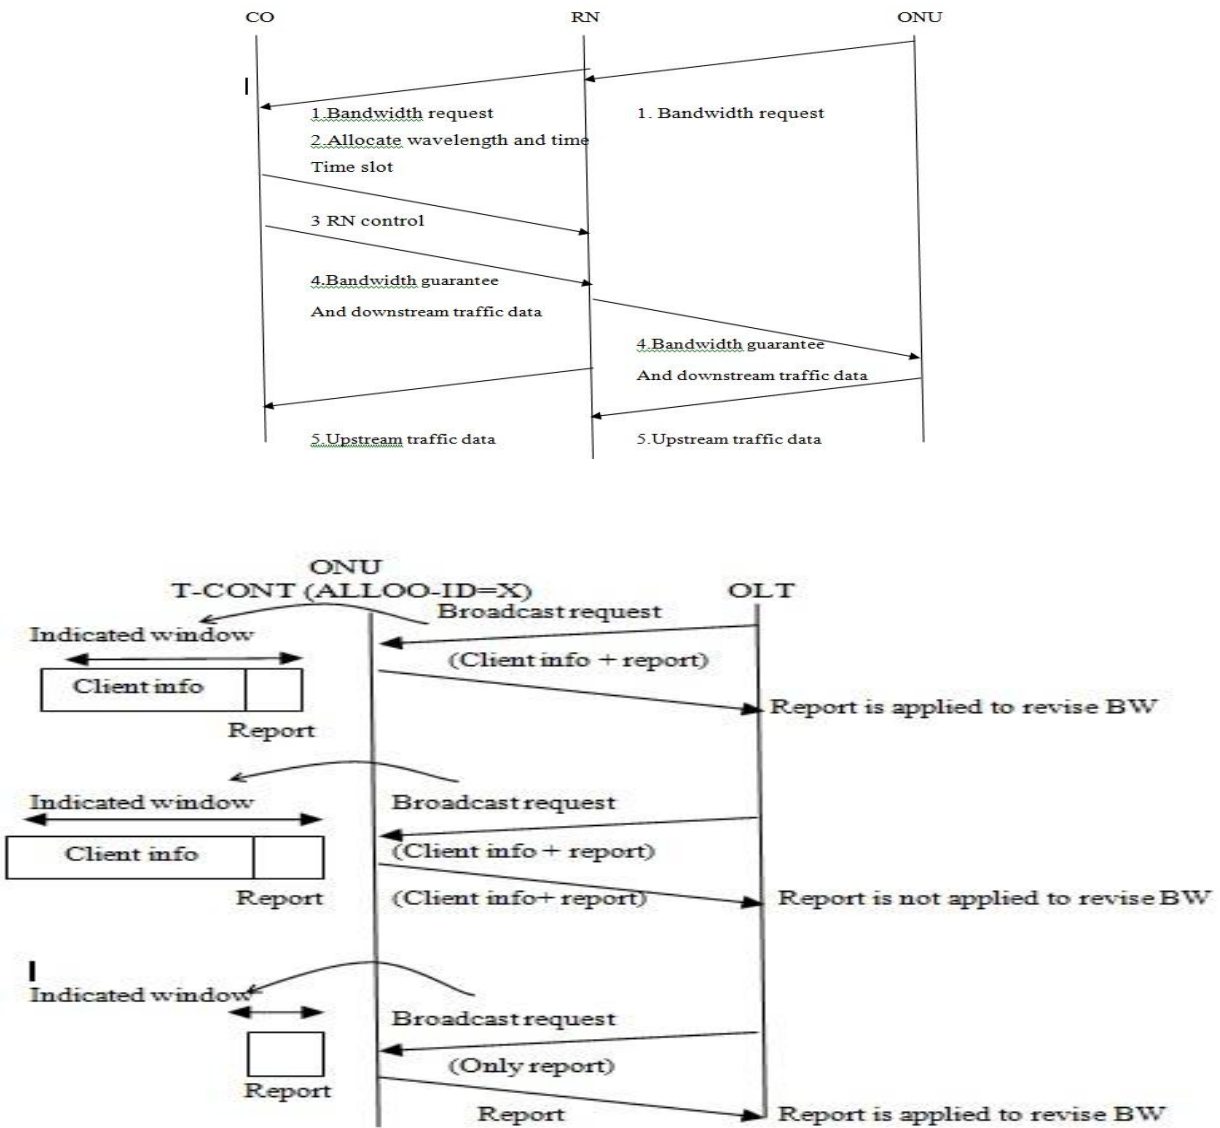 CO RN ONU
1.Bandwidth request 1. Bandwidth request
2.Allocate wavelength and time
Time slot
3 RN control
4.Bandwidth guarantee
And downstream traffic data
4.Bandwidth guarantee
And downstream traffic data
5.Upstream traffic data 5.Upstream traffic data
ONU
T-CONT (ALLOO-ID=X) OLT
Broadcast request
Indicated window
(Client info + report)
Client info
Report is applied to revise BW
Report
Indicated window Broadcast request
Client info (Client info + report)
Report (Client info+ report) Report is not applied to revise BW
Indicated window
Broadcast request
(Only report)
Report
Report Report is applied to revise BW